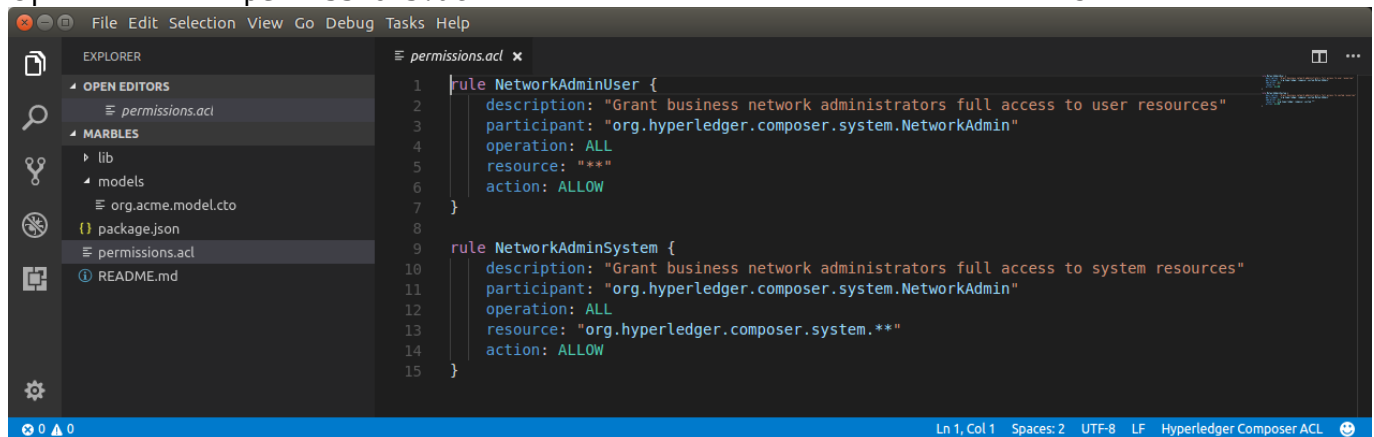 File Edit Selection View Go Debug Tasks Help
EXPLORER
OPEN EDITORS
permissions.acl
MARBLES
lib
models
org.acme.model.cto
{} package.json
permissions.acl
README.md
permissions.acl ×
1 rule NetworkAdminUser {
2 description: "Grant business network administrators full access to user resources"
3 participant: "org.hyperledger.composer.system.NetworkAdmin"
4 operation: ALL
5 resource: "**"
6 action: ALLOW
7 }
8
9 rule NetworkAdminSystem {
10 description: "Grant business network administrators full access to system resources"
11 participant: "org.hyperledger.composer.system.NetworkAdmin"
12 operation: ALL
13 resource: "org.hyperledger.composer.system.**"
14 action: ALLOW
15 }
0 0 Ln 1, Col 1 Spaces: 2 UTF-8 LF Hyperledger Composer ACL